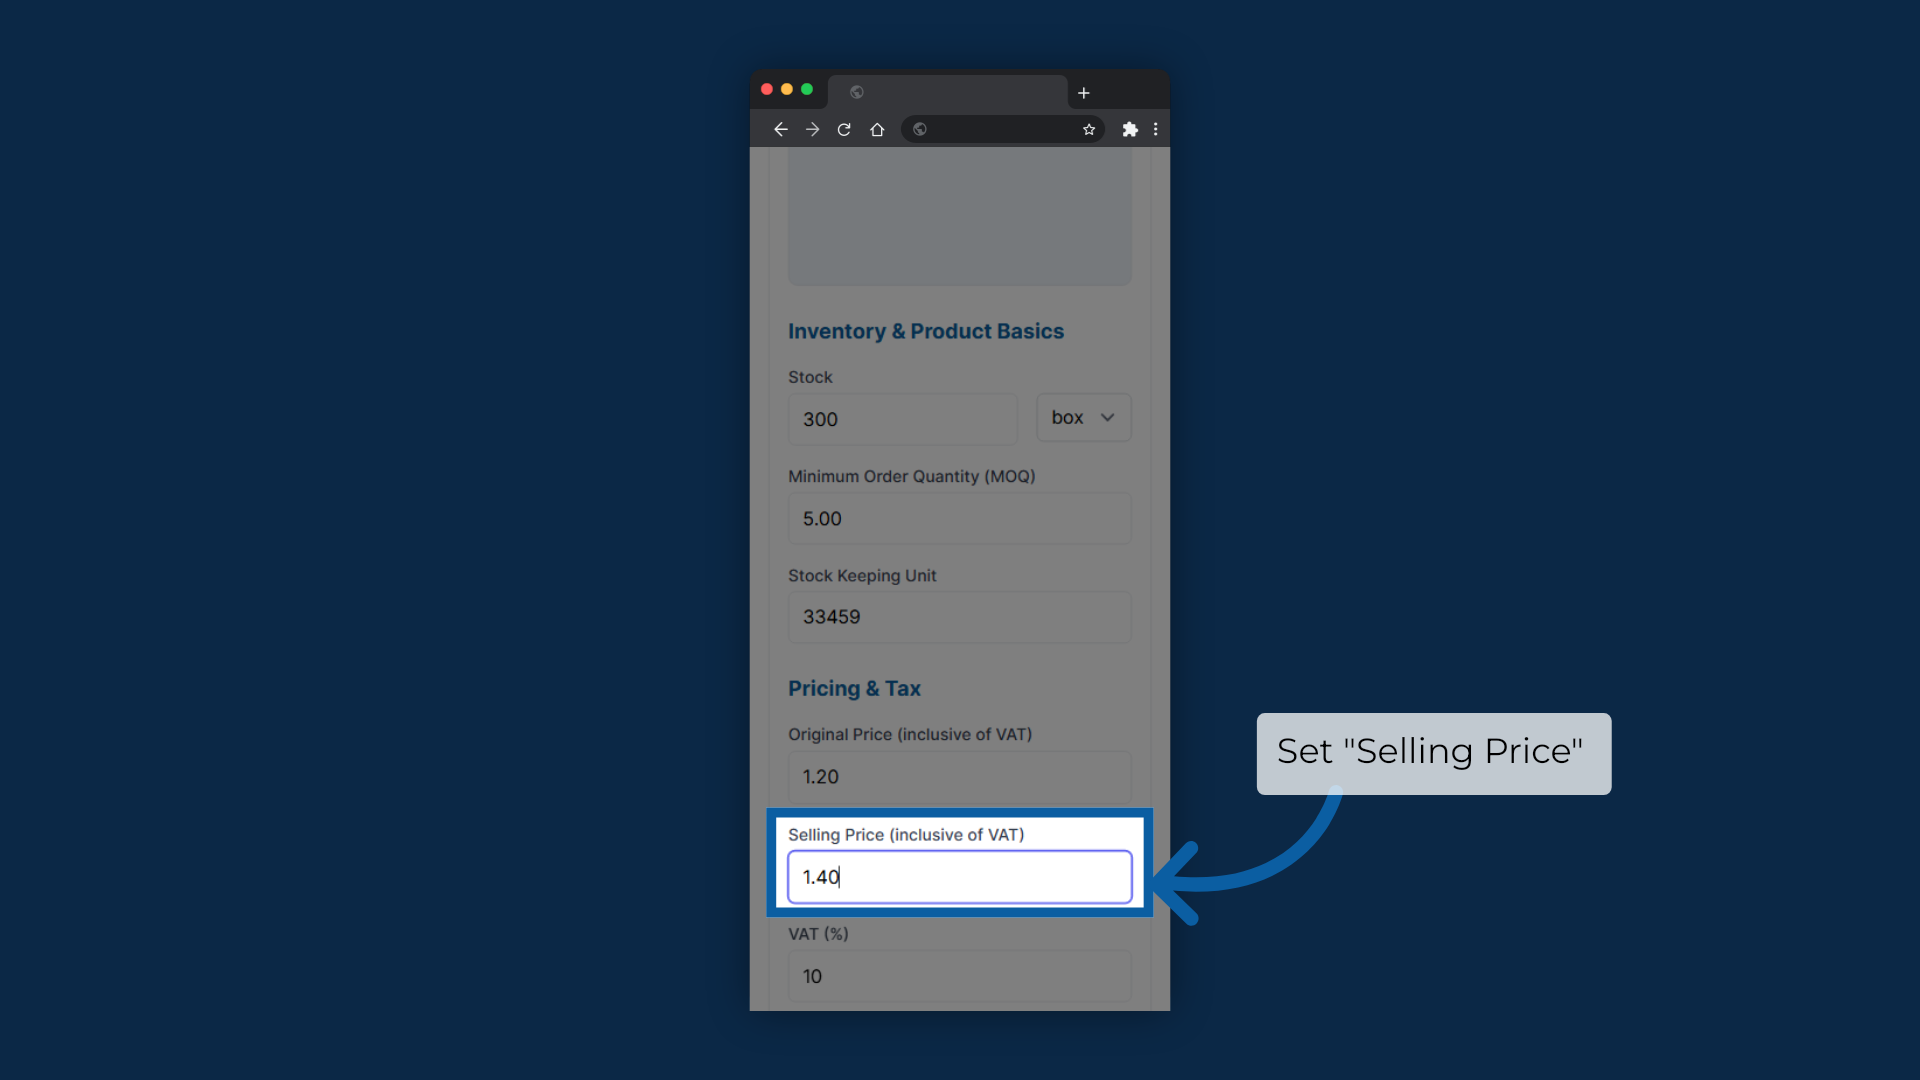 Inventory & Product Basics
Stock
300
box
Minimum Order Quantity (MOQ)
5.00
Stock Keeping Unit
33459
Pricing & Tax
Original Price (inclusive of VAT)
1.20
Set "Selling Price"
Selling Price (inclusive of VAT)
1.40
VAT (%)
10